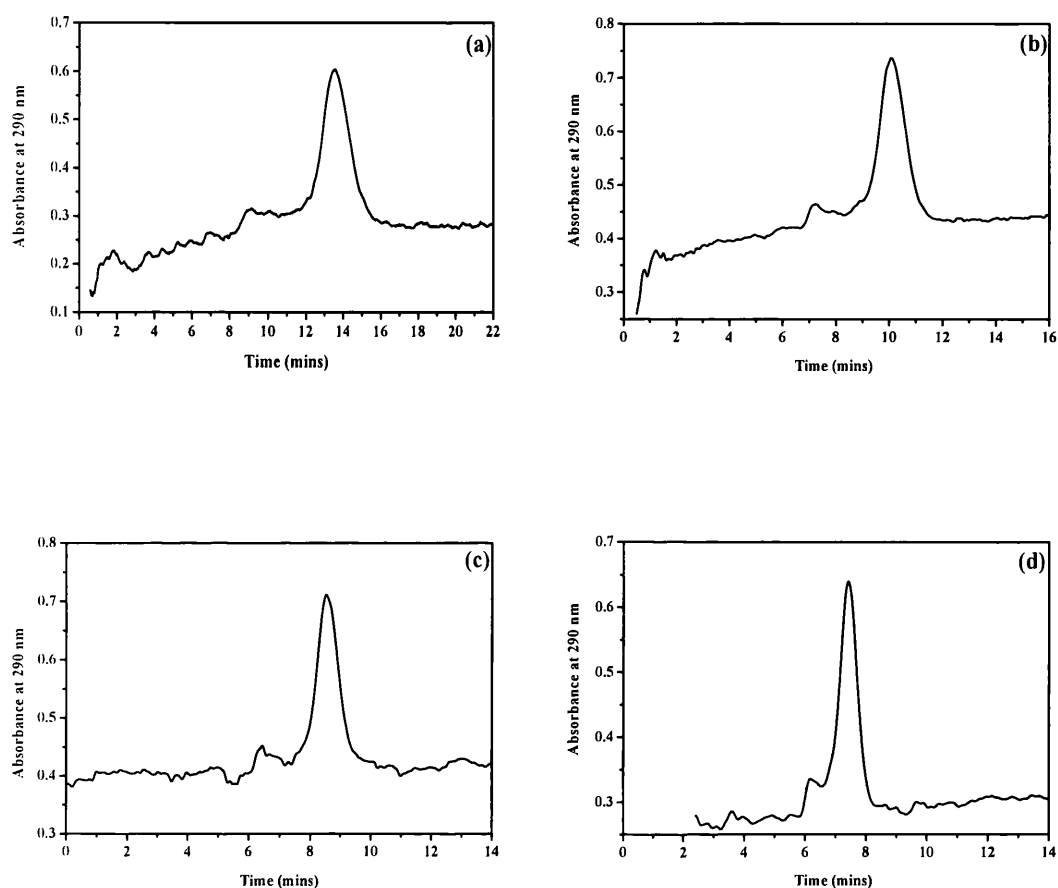 (a)
0.7
0.6
0.5
0.4
0.3
0.2
0.1
Absorbance at 290 nm
0 2 4 6 8 10 12 14 16 18 20 22
Time (mins)
(b)
0.8
0.7
0.6
0.5
0.4
0.3
Absorbance at 290 nm
0 2 4 6 8 10 12 14 16
Time (mins)
(c)
0.8
0.7
0.6
0.5
0.4
0.3
Absorbance at 290 nm
0 2 4 6 8 10 12 14
Time (mins)
(d)
0.7
0.6
0.5
0.4
0.3
Absorbance at 290 nm
0 2 4 6 8 10 12 14
Time (mins)